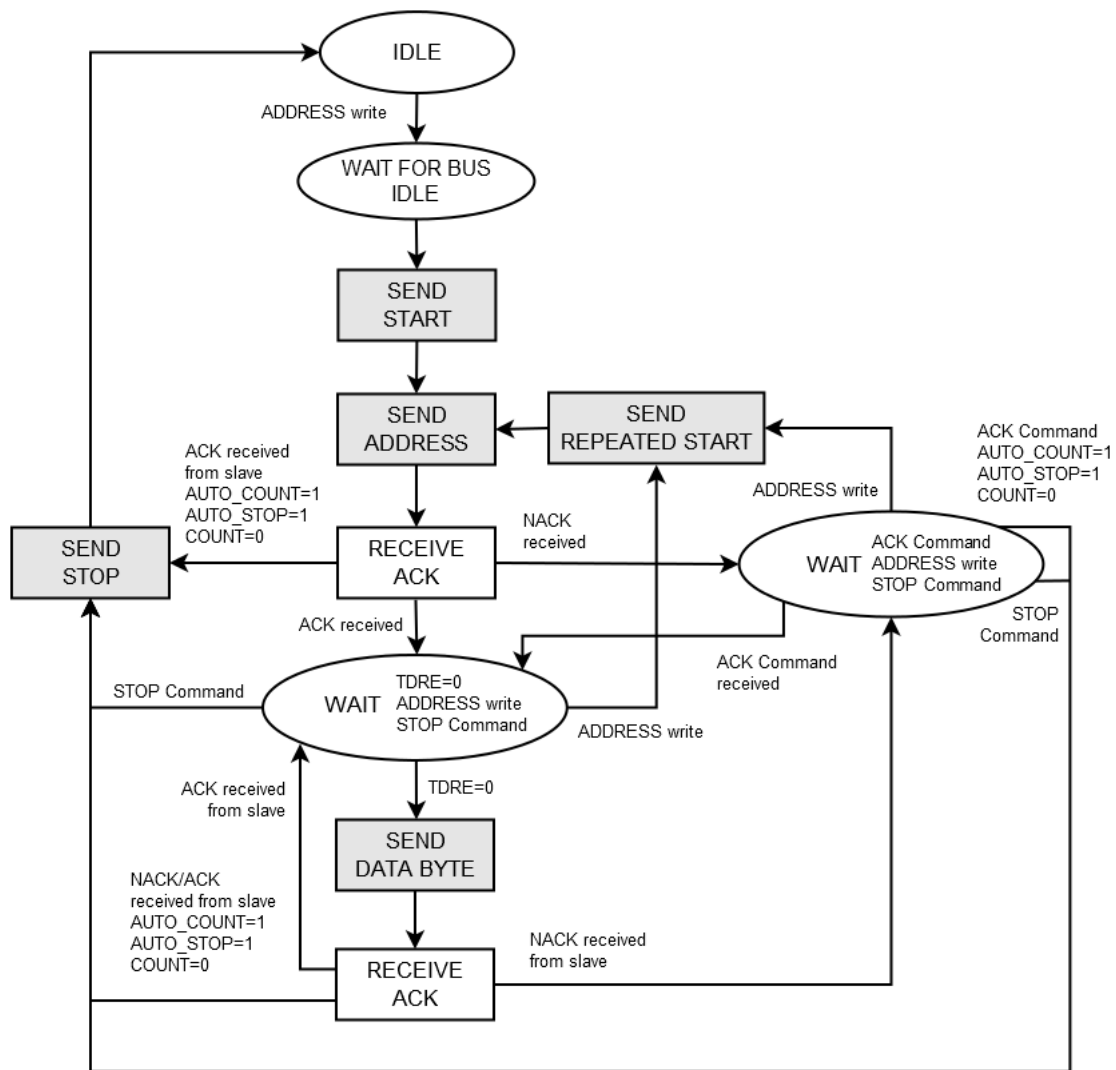 IDLE
ADDRESS write
WAIT FOR BUS
IDLE
SEND
START
SEND
ADDRESS
SEND
REPEATED START
ACK Command
AUTO_COUNT=1
AUTO_STOP=1
COUNT=0
ACK received
from slave
AUTO_COUNT=1
AUTO_STOP=1
COUNT=0
ADDRESS write
NACK
received
SEND
STOP
RECEIVE
ACK
WAIT
ACK Command
ADDRESS write
STOP Command
STOP
Command
ACK received
ACK Command
received
STOP Command
WAIT
TDRE=0
ADDRESS write
STOP Command
ADDRESS write
ACK received
from slave
TDRE=0
SEND
DATA BYTE
NACK/ACK
received from slave
AUTO_COUNT=1
AUTO_STOP=1
COUNT=0
NACK received
from slave
RECEIVE
ACK